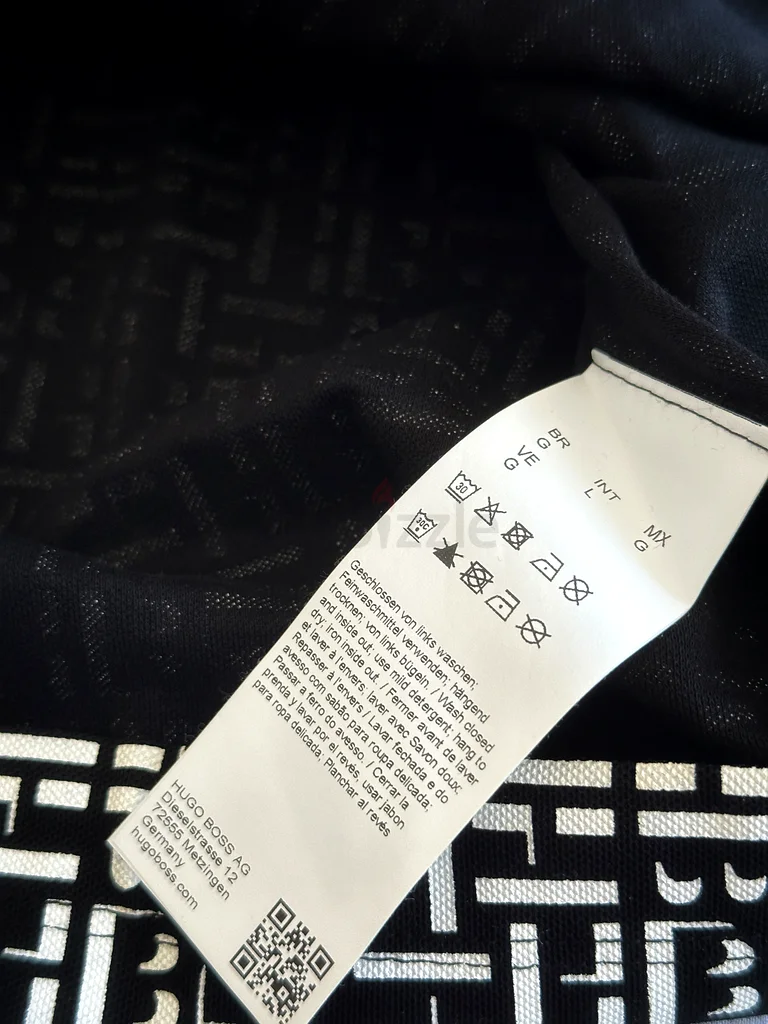 BR
G
VE
G
INT
L
MX
G
30
30C
Geschlossen von links waschen,
Feinwaschmittel verwenden; hängend
trocknen; von links bügeln. / Wash closed
and inside out; use mild detergent; hang to
dry; iron inside out. / Fermer avant de laver
et laver à l'envers, laver avec Savon doux;
Repasser à l'envers / Lavar fechada e do
avesso com sabão para roupa delicada;
Passar a ferro do avesso. / Cerrar la
prenda y lavar por el revés, usar jabon
para ropa delicada, Planchar al revés
HUGO BOSS AG
Dieselstrasse 12
72555 Metzingen
Germany
hugoboss.com